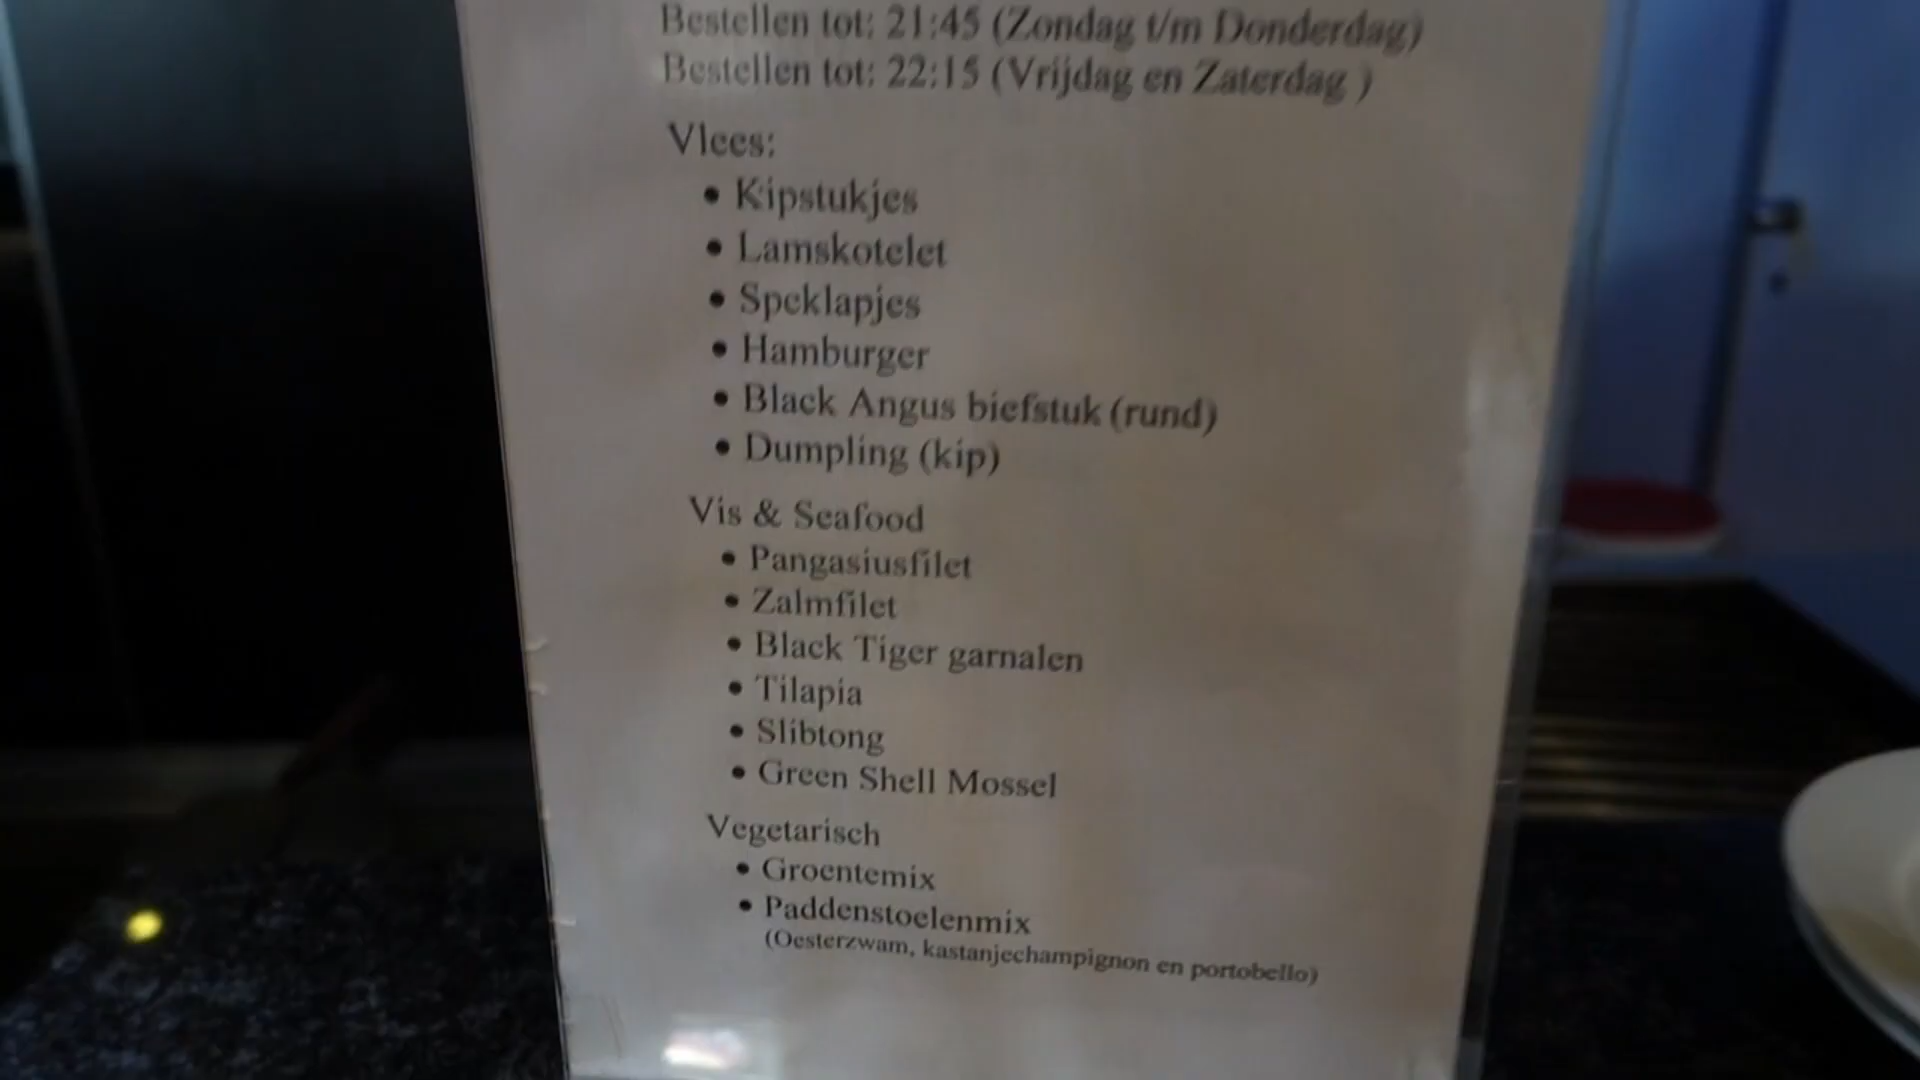 Bestellen tot: 21:45 (Zondag t/m Donderdag)
Bestellen tot: 22:15 (Vrijdag en Zaterdag )
Vlees:
• Kipstukjes
• Lamskotelet
• Speklapjes
• Hamburger
• Black Angus biefstuk (rund)
• Dumpling (kip)
Vis & Seafood
• Pangasiusfilet
• Zalmfilet
• Black Tiger garnalen
• Tilapia
• Slibtong
• Green Shell Mossel
Vegetarisch
• Groentemix
• Paddenstoelenmix
(Oesterzwam, kastanjechampignon en portobello)